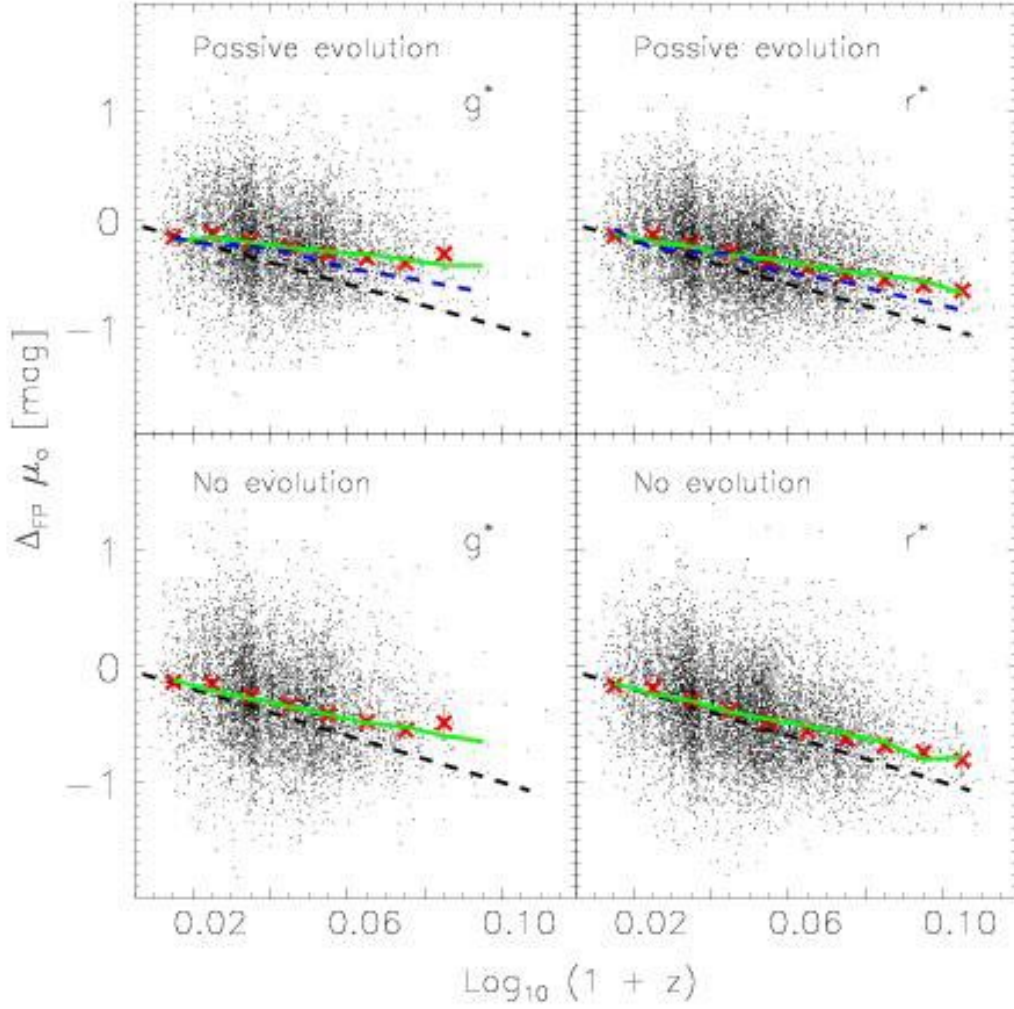 Passive evolution
g*
Passive evolution
r*
1
0
−1
No evolution
g*
No evolution
r*
1
0
−1
Δ_FP μ_o [mag]
0.02
0.06
0.10
0.02
0.06
0.10
Log₁₀ (1 + z)